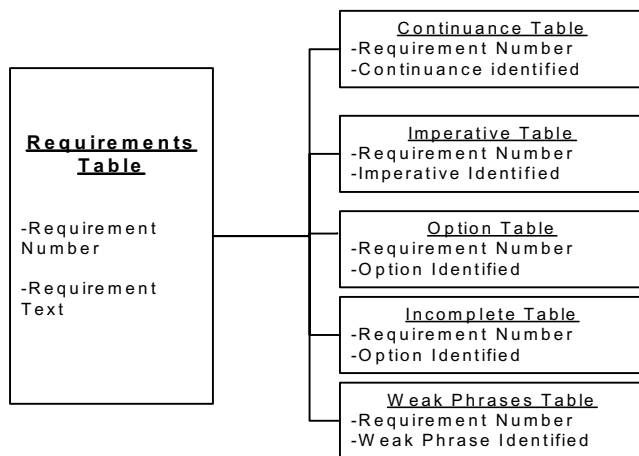 Requirements
Table
-Requirement
Number
-Requirement
Text
Continuance Table
-Requirement Number
-Continuance identified
Imperative Table
-Requirement Number
-Imperative Identified
Option Table
-Requirement Number
-Option Identified
Incomplete Table
-Requirement Number
-Option Identified
Weak Phrases Table
-Requirement Number
-Weak Phrase Identified